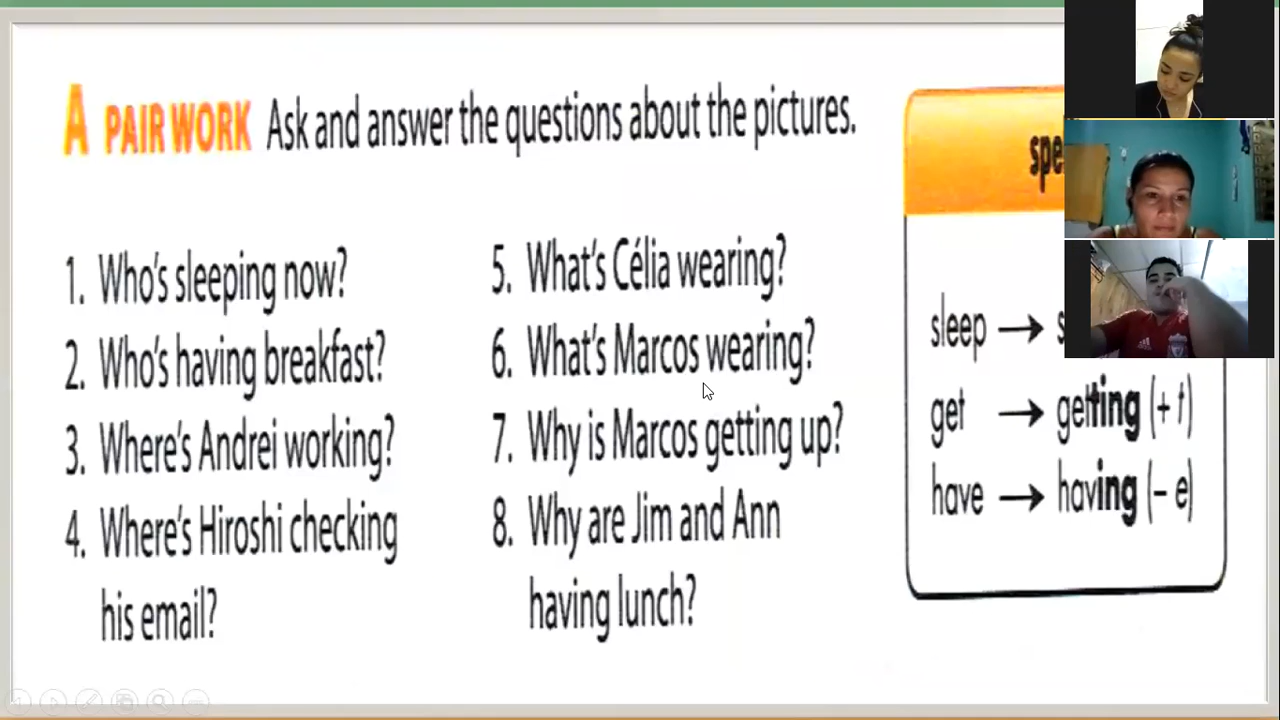 A PAIR WORK Ask and answer the questions about the pictures.
1. Who's sleeping now?
2. Who's having breakfast?
3. Where's Andrei working?
4. Where's Hiroshi checking
his email?
5. What's Célia wearing?
6. What's Marcos wearing?
7. Why is Marcos getting up?
8. Why are Jim and Ann
having lunch?
sleep →
get → getting (+ t)
have → having (– e)